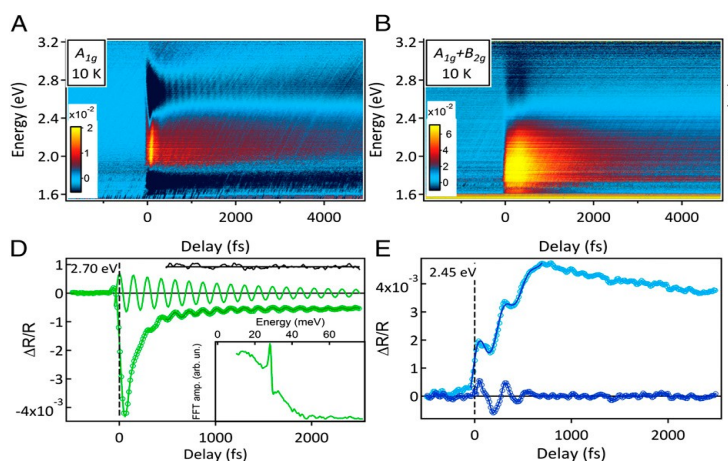 A
B
A1g
10 K
A1g+B2g
10 K
3.2
2.8
2.4
2.0
1.6
Energy (eV)
x10^-2
2
1
0
0
2000
4000
Delay (fs)
3.2
2.8
2.4
2.0
1.6
Energy (eV)
x10^-2
6
4
2
0
0
2000
4000
Delay (fs)
D
E
2.70 eV
1
0
-1
-2
-3
-4x10^-3
ΔR/R
Energy (meV)
0
20
40
60
FFT amp. (arb. un.)
0
1000
2000
Delay (fs)
2.45 eV
4x10^-3
2
0
ΔR/R
0
1000
2000
Delay (fs)